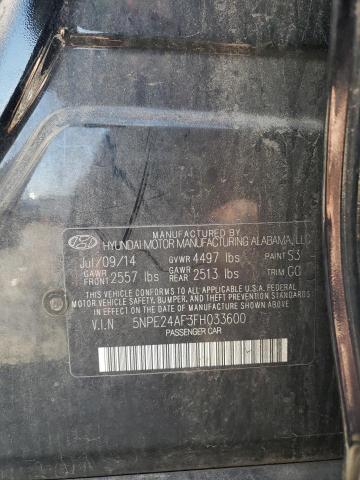 MANUFACTURED BY
HYUNDAI MOTOR MANUFACTURING ALABAMA, LLC
Jul/09/14 GVWR 4497 lbs PAINT S3
GAWR FRONT 2557 lbs GAWR REAR 2513 lbs TRIM GO
THIS VEHICLE CONFORMS TO ALL APPLICABLE U.S.A FEDERAL
MOTOR VEHICLE SAFETY, BUMPER, AND THEFT PREVENTION STANDARDS
IN EFFECT ON THE DATE OF MANUFACTURE SHOWN ABOVE.
V.I.N 5NPE24AF3FH033600
PASSENGER CAR